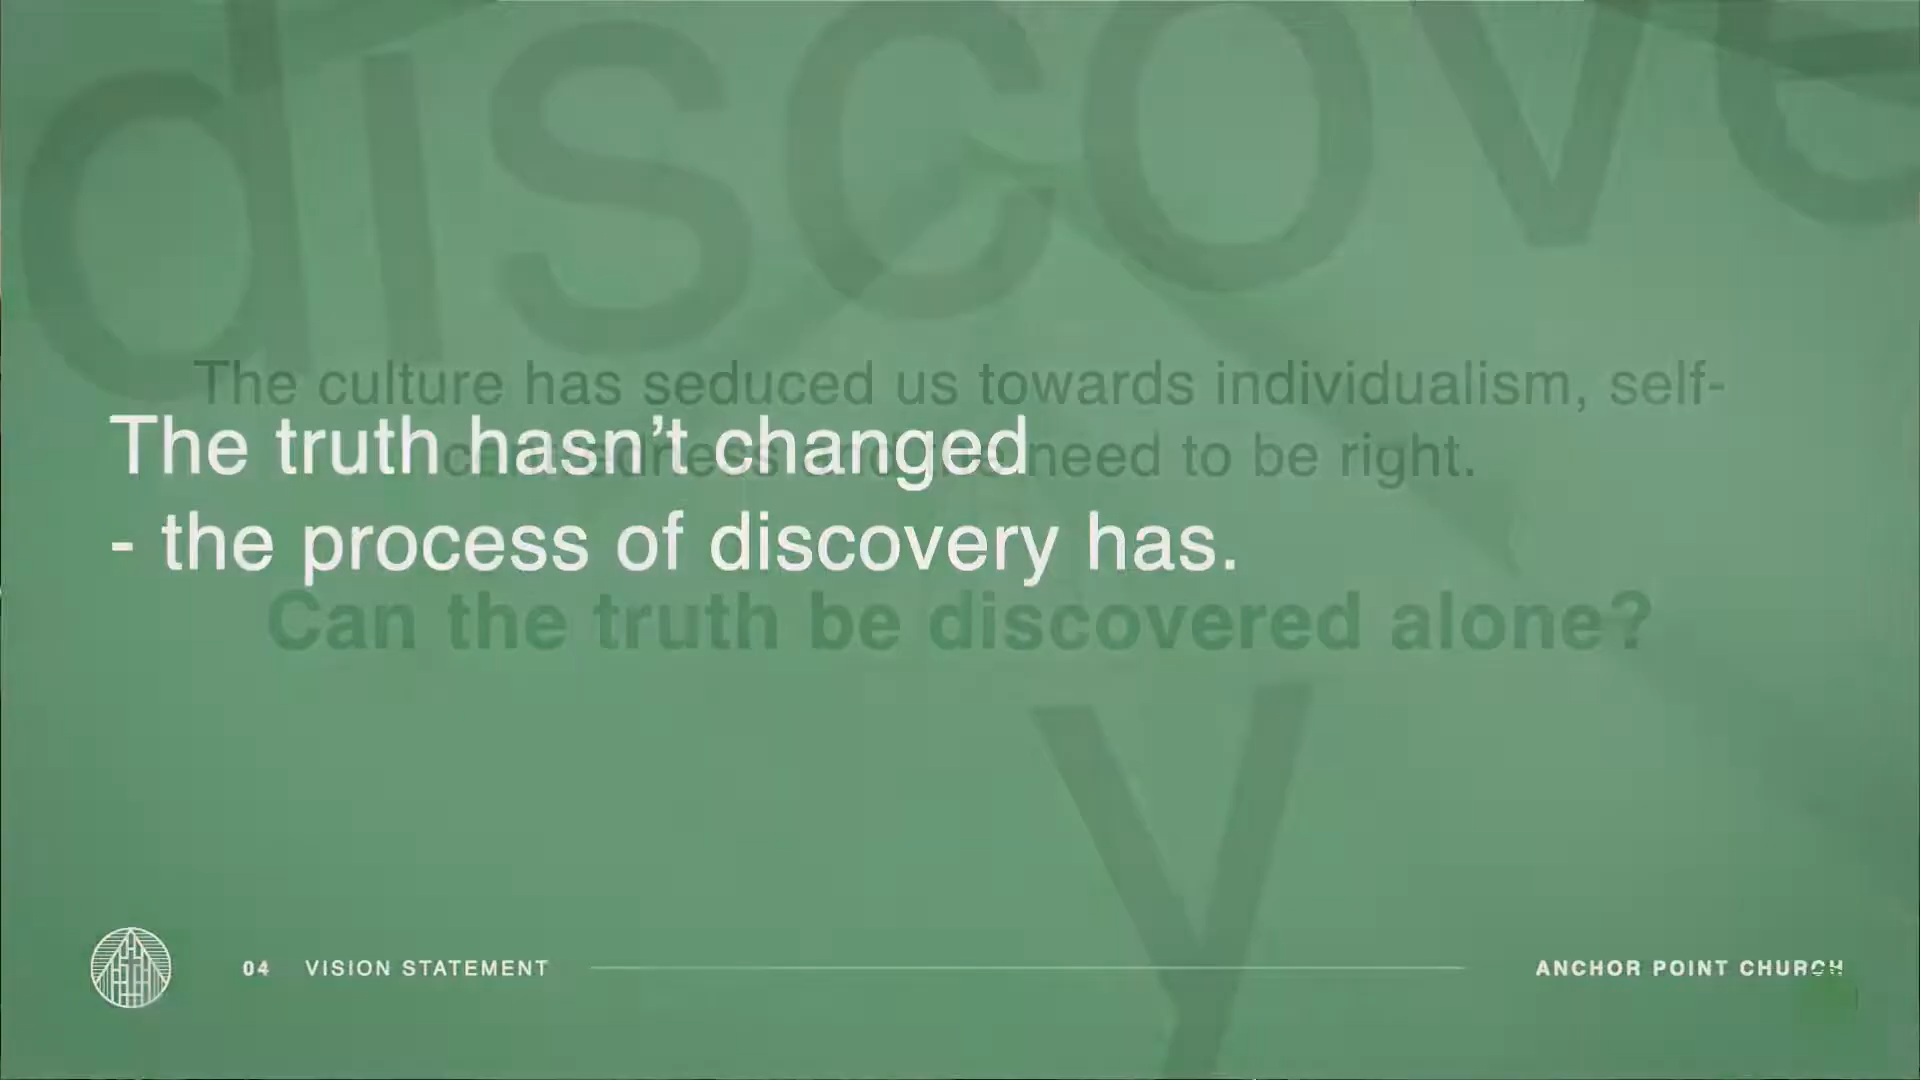 discove
The culture has seduced us towards individualism, self-
The truth hasn't changed
need to be right.
- the process of discovery has.
Can the truth be discovered alone?
y
04 VISION STATEMENT
ANCHOR POINT CHURCH